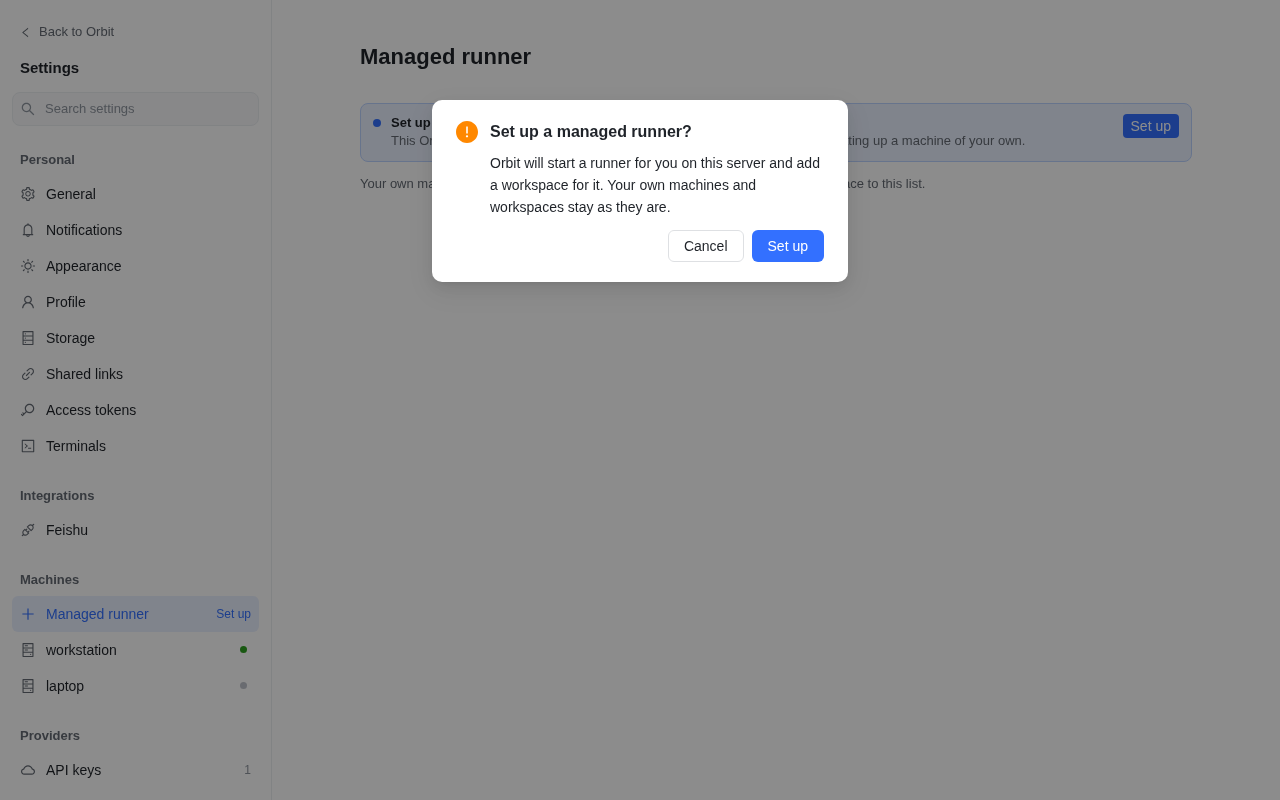 Back to Orbit
Settings
Search settings
Personal
General
Notifications
Appearance
Profile
Storage
Shared links
Access tokens
Terminals
Integrations
Feishu
Machines
Managed runner Set up
workstation
laptop
Providers
API keys 1
Managed runner
Set up
This Or
ting up a machine of your own.
Set up
Your own ma
ce to this list.
Set up a managed runner?
Orbit will start a runner for you on this server and add
a workspace for it. Your own machines and
workspaces stay as they are.
Cancel
Set up